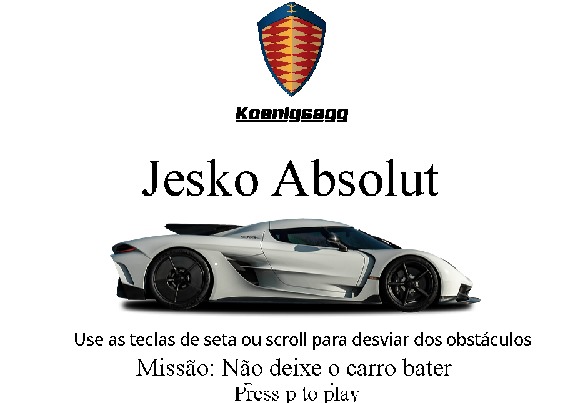 Koenigsegg
Jesko Absolut
Use as teclas de seta ou scroll para desviar dos obstáculos
Missão: Não deixe o carro bater
Press p to play